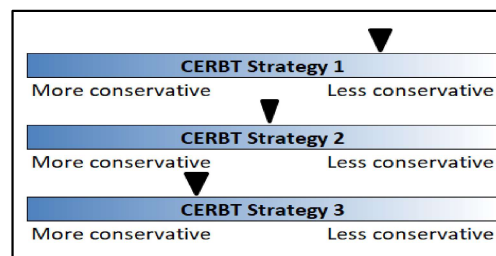 CERBT Strategy 1
More conservative Less conservative
CERBT Strategy 2
More conservative Less conservative
CERBT Strategy 3
More conservative Less conservative